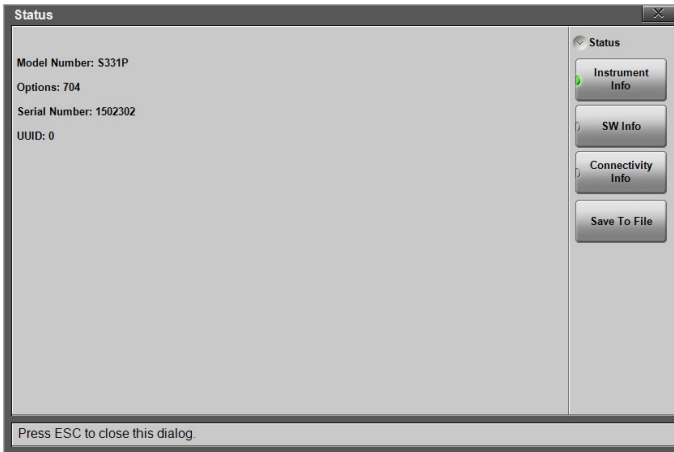 Status
Model Number: S331P
Options: 704
Serial Number: 1502302
UUID: 0
Status
Instrument
Info
SW Info
Connectivity
Info
Save To File
Press ESC to close this dialog.